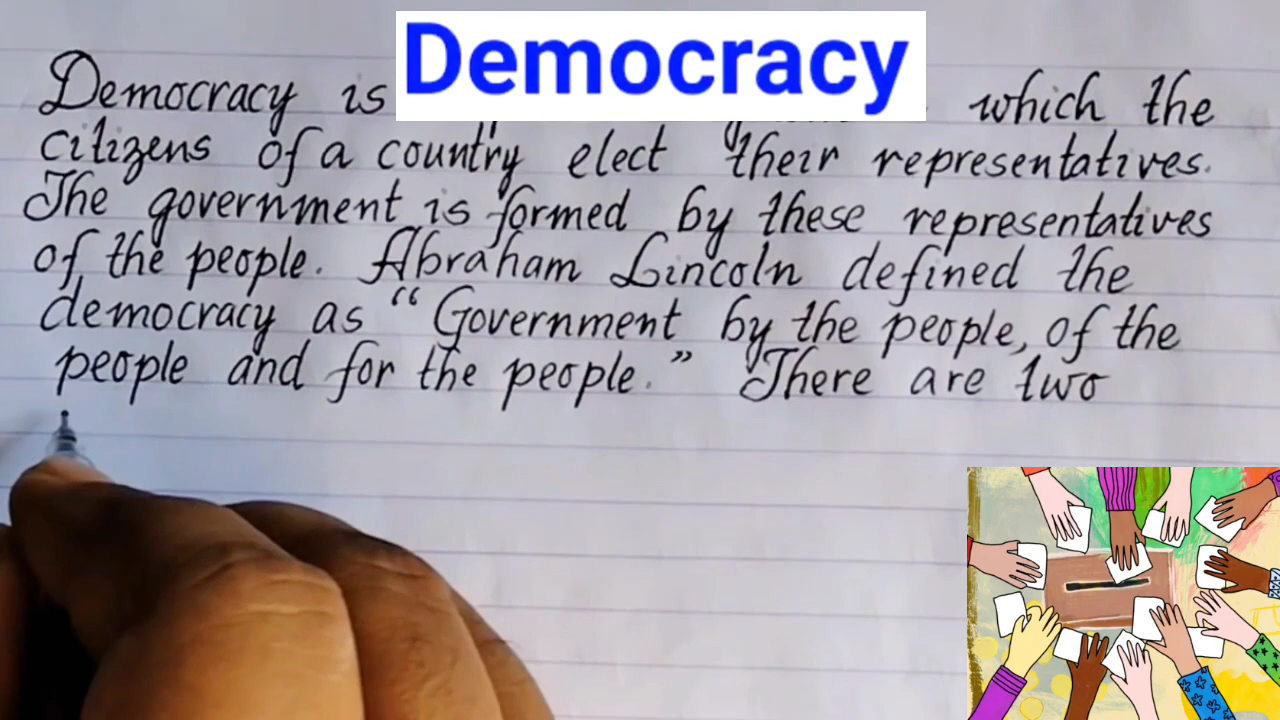 Democracy
Democracy is which the
citizens of a country elect their representatives.
The government is formed by these representatives
of the people. Abraham Lincoln defined the
democracy as “Government by the people, of the
people and for the people.” There are two